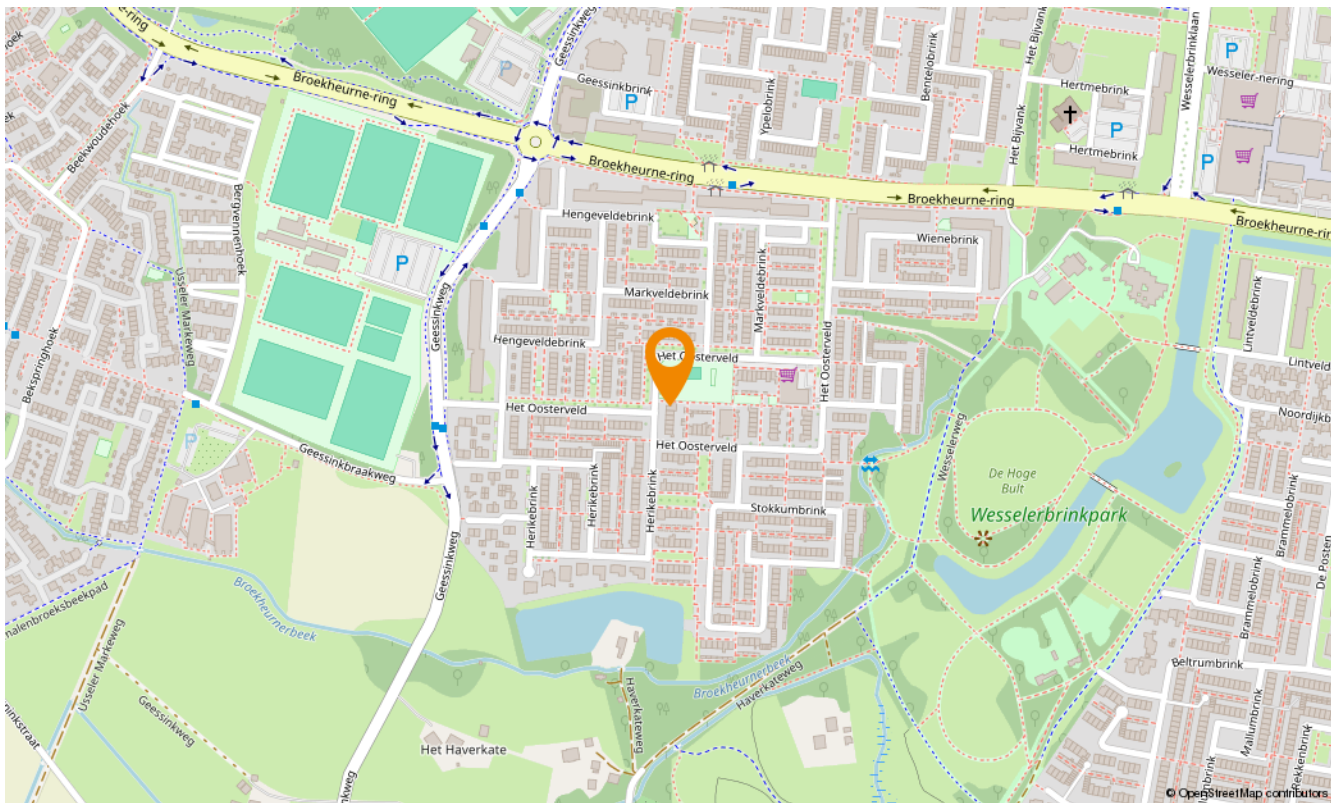 Broekheurne-ring
Geessinkweg
Geessinkbrink
P
P
Ypelobrink
Bentelobrink
Het Bijvank
Hertmebrink
P
Hertmebrink
Het Bijvank
Wesselerbrinklaan
P
Wesseler-nering
P
Broekheurne-ring
Broekheurne-ring
Broekheurne-ring
Beekwoudehoek
Bergvennenhoek
Usseler Markeweg
Bekspringhoek
P
Geessinkweg
Hengeveldebrink
Markveldebrink
Markveldebrink
Hengeveldebrink
Wienebrink
Het Oosterveld
Het Oosterveld
Het Oosterveld
Het Oosterveld
Lintveldebrink
Lintveld
Noordijkb
P
Geessinkbraakweg
Herikebrink
Herikebrink
Herikebrink
Stokkumbrink
Wesselerweg
De Hoge
Bult
Wesselerbrinkpark
Brammelobrink
De Posten
Brammelobrink
Geessinkweg
Broekheurnerbeek
malenbroeksbeekpad
Usseler Markeweg
Geessinkweg
ninkstraat
Het Haverkate
Haverkateweg
Broekheurnerbeek
Haverkateweg
Beltrumbrink
Mallumbrink
Rekkenbrink
© OpenStreetMap contributors